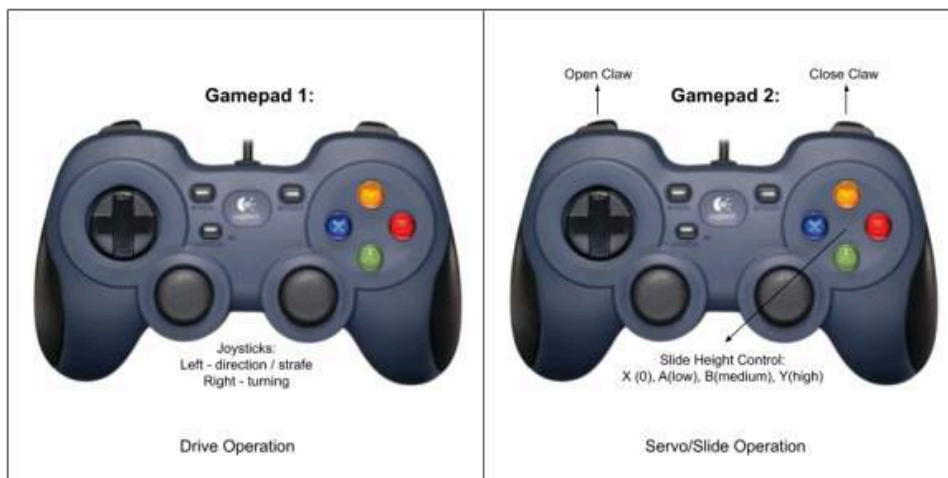 Gamepad 1:
Joysticks:
Left - direction / strafe
Right - turning
Drive Operation
Open Claw
Close Claw
Gamepad 2:
Slide Height Control:
X (0), A(low), B(medium), Y(high)
Servo/Slide Operation